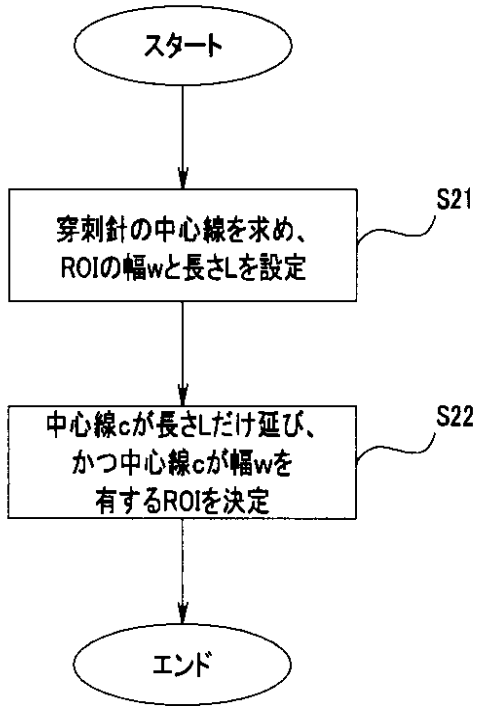 スタート
穿刺針の中心線を求め、
ROIの幅wと長さLを設定
S21
中心線cが長さLだけ延び、
かつ中心線cが幅wを
有するROIを決定
S22
エンド